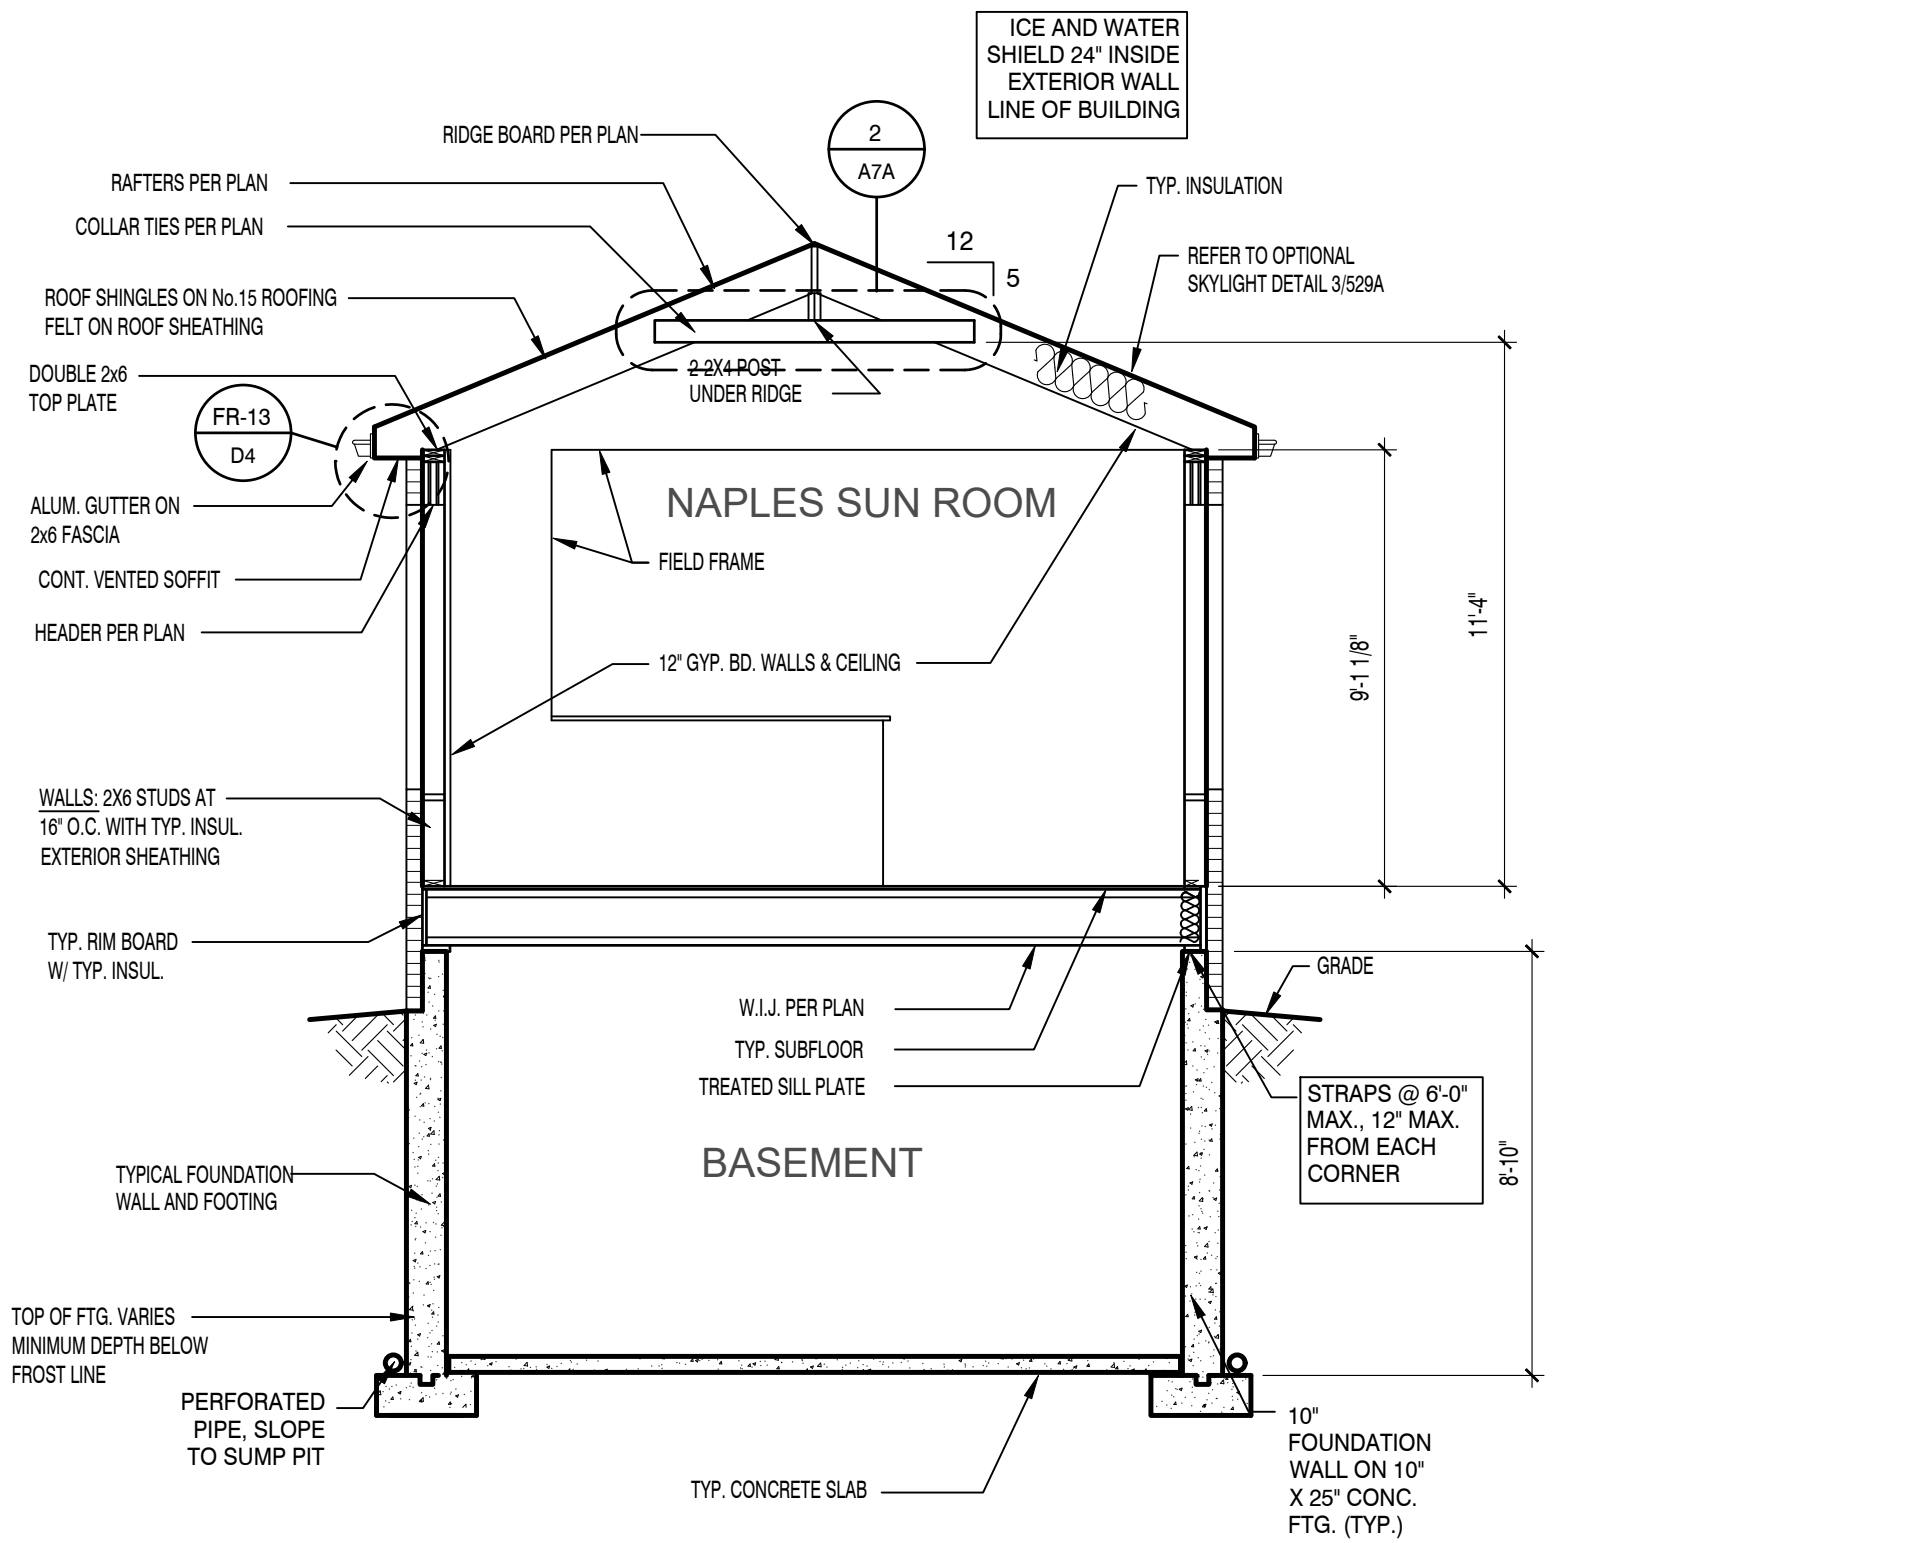 ICE AND WATER
SHIELD 24" INSIDE
EXTERIOR WALL
LINE OF BUILDING
2
A7A
RIDGE BOARD PER PLAN
RAFTERS PER PLAN
COLLAR TIES PER PLAN
TYP. INSULATION
12
5
REFER TO OPTIONAL
SKYLIGHT DETAIL 3/529A
ROOF SHINGLES ON No.15 ROOFING
FELT ON ROOF SHEATHING
DOUBLE 2x6
TOP PLATE
2-2X4 POST
UNDER RIDGE
FR-13
D4
ALUM. GUTTER ON
2x6 FASCIA
NAPLES SUN ROOM
FIELD FRAME
CONT. VENTED SOFFIT
HEADER PER PLAN
12" GYP. BD. WALLS & CEILING
9'-1 1/8"
11'-4"
WALLS: 2X6 STUDS AT
16" O.C. WITH TYP. INSUL.
EXTERIOR SHEATHING
TYP. RIM BOARD
W/ TYP. INSUL.
GRADE
W.I.J. PER PLAN
TYP. SUBFLOOR
TREATED SILL PLATE
STRAPS @ 6'-0"
MAX., 12" MAX.
FROM EACH
CORNER
8'-10"
BASEMENT
TYPICAL FOUNDATION
WALL AND FOOTING
TOP OF FTG. VARIES
MINIMUM DEPTH BELOW
FROST LINE
PERFORATED
PIPE, SLOPE
TO SUMP PIT
TYP. CONCRETE SLAB
10"
FOUNDATION
WALL ON 10"
X 25" CONC.
FTG. (TYP.)